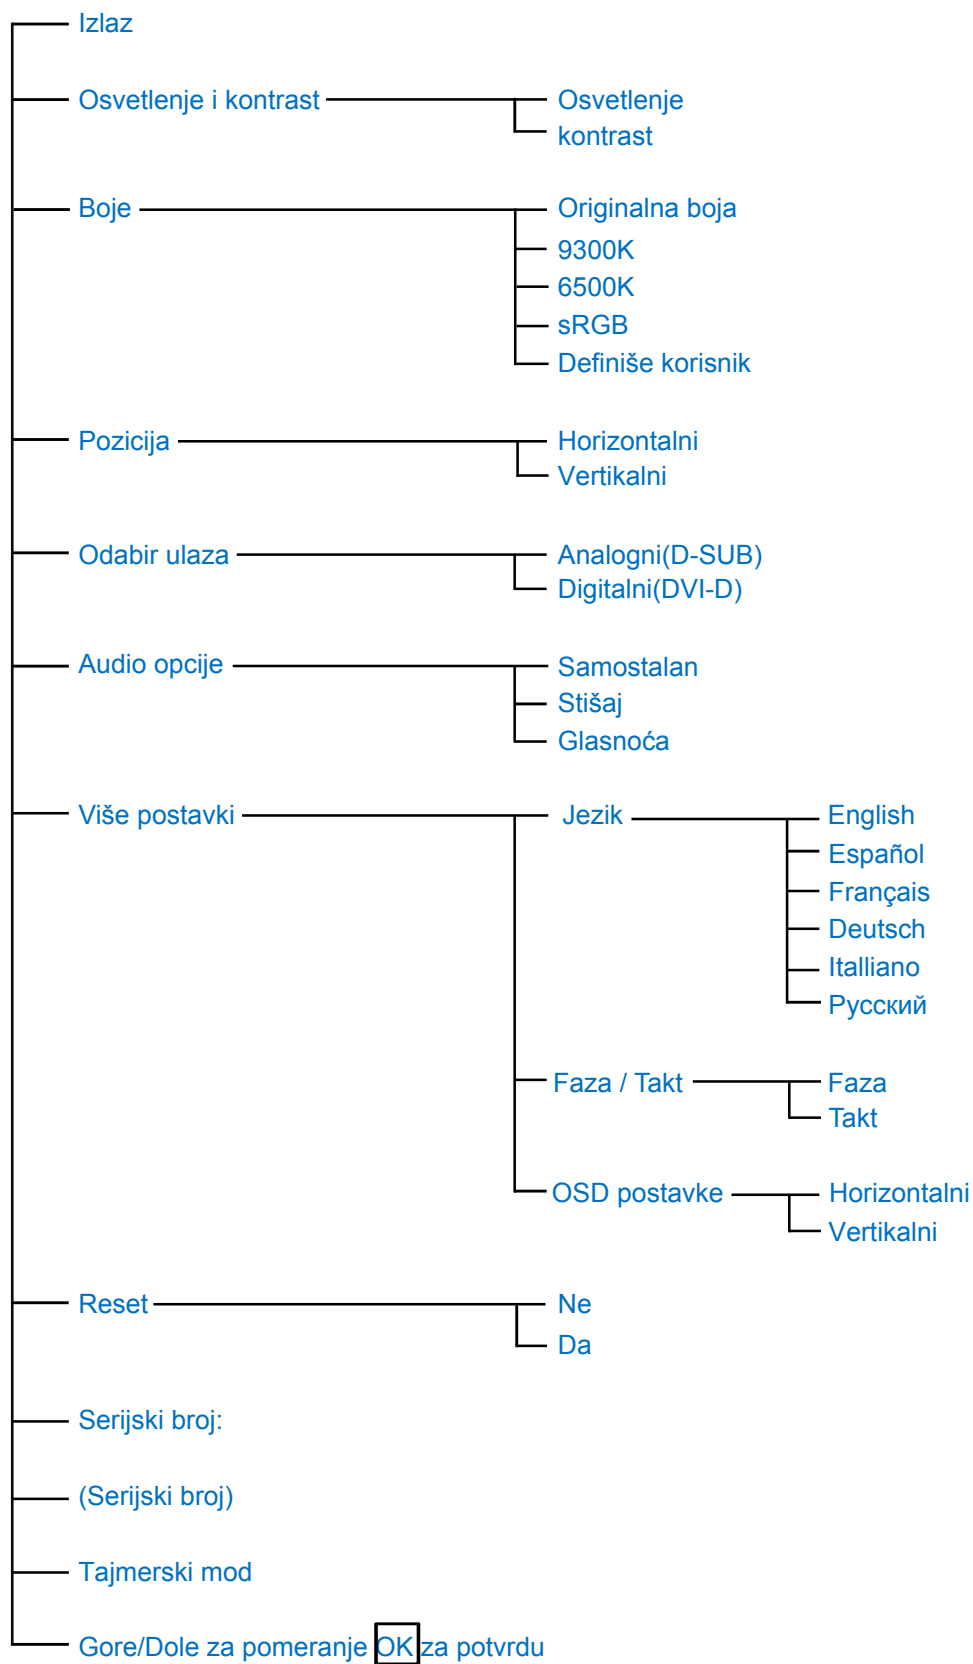 Izlaz
Osvetlenje i kontrast
Osvetlenje
kontrast
Boje
Originalna boja
9300K
6500K
sRGB
Definiše korisnik
Pozicija
Horizontalni
Vertikalni
Odabir ulaza
Analogni(D-SUB)
Digitalni(DVI-D)
Audio opcije
Samostalan
Stišaj
Glasnoća
Više postavki
Jezik
English
Español
Français
Deutsch
Italliano
Русский
Faza / Takt
Faza
Takt
OSD postavke
Horizontalni
Vertikalni
Reset
Ne
Da
Serijski broj:
(Serijski broj)
Tajmerski mod
Gore/Dole za pomeranje OK za potvrdu